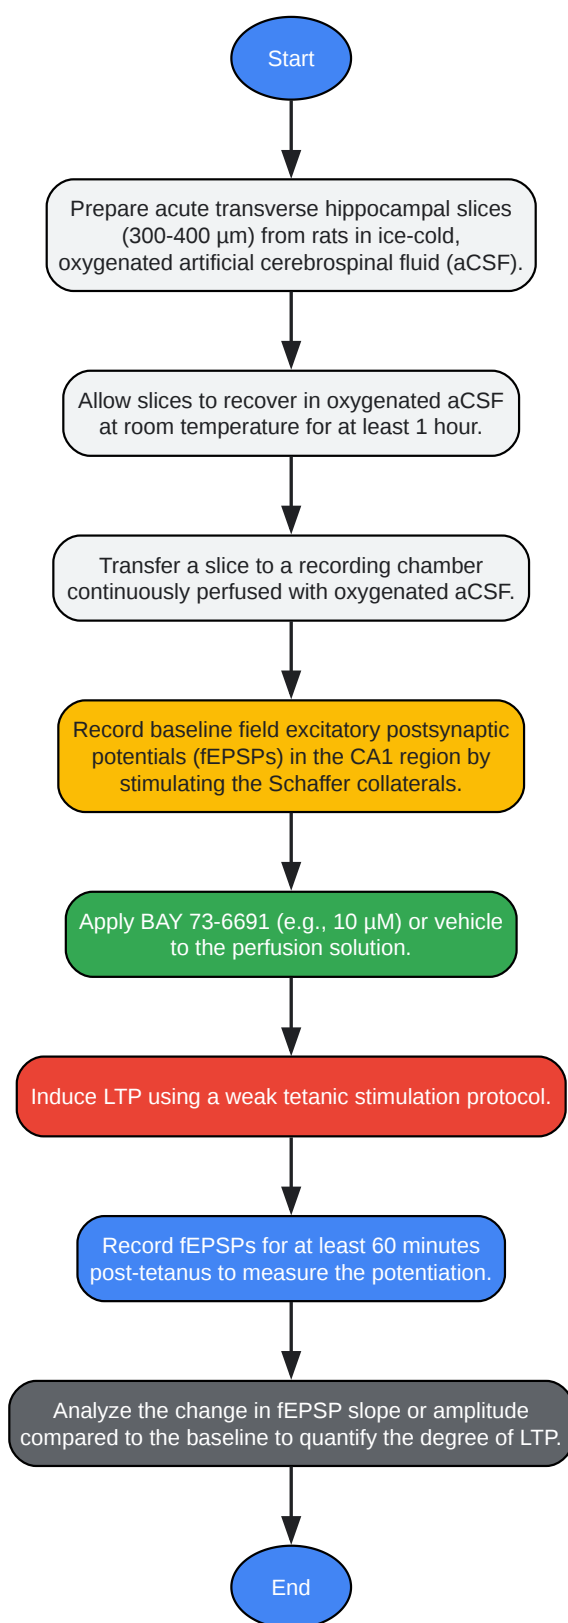 Start
Prepare acute transverse hippocampal slices
(300-400 µm) from rats in ice-cold,
oxygenated artificial cerebrospinal fluid (aCSF).
Allow slices to recover in oxygenated aCSF
at room temperature for at least 1 hour.
Transfer a slice to a recording chamber
continuously perfused with oxygenated aCSF.
Record baseline field excitatory postsynaptic
potentials (fEPSPs) in the CA1 region by
stimulating the Schaffer collaterals.
Apply BAY 73-6691 (e.g., 10 µM) or vehicle
to the perfusion solution.
Induce LTP using a weak tetanic stimulation protocol.
Record fEPSPs for at least 60 minutes
post-tetanus to measure the potentiation.
Analyze the change in fEPSP slope or amplitude
compared to the baseline to quantify the degree of LTP.
End